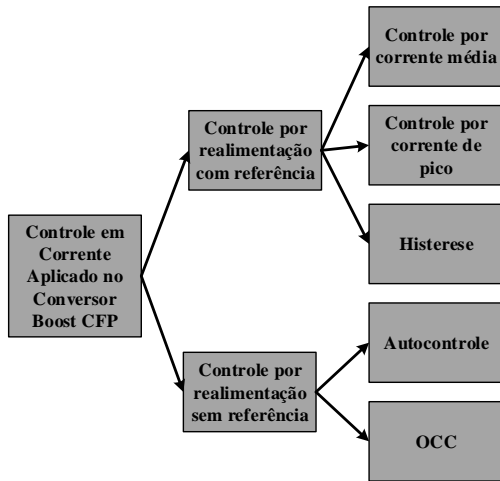 Controle em
Corrente
Aplicado no
Conversor
Boost CFP
Controle por
realimentação
com referência
Controle por
corrente média
Controle por
corrente de
pico
Histerese
Controle por
realimentação
sem referência
Autocontrole
OCC